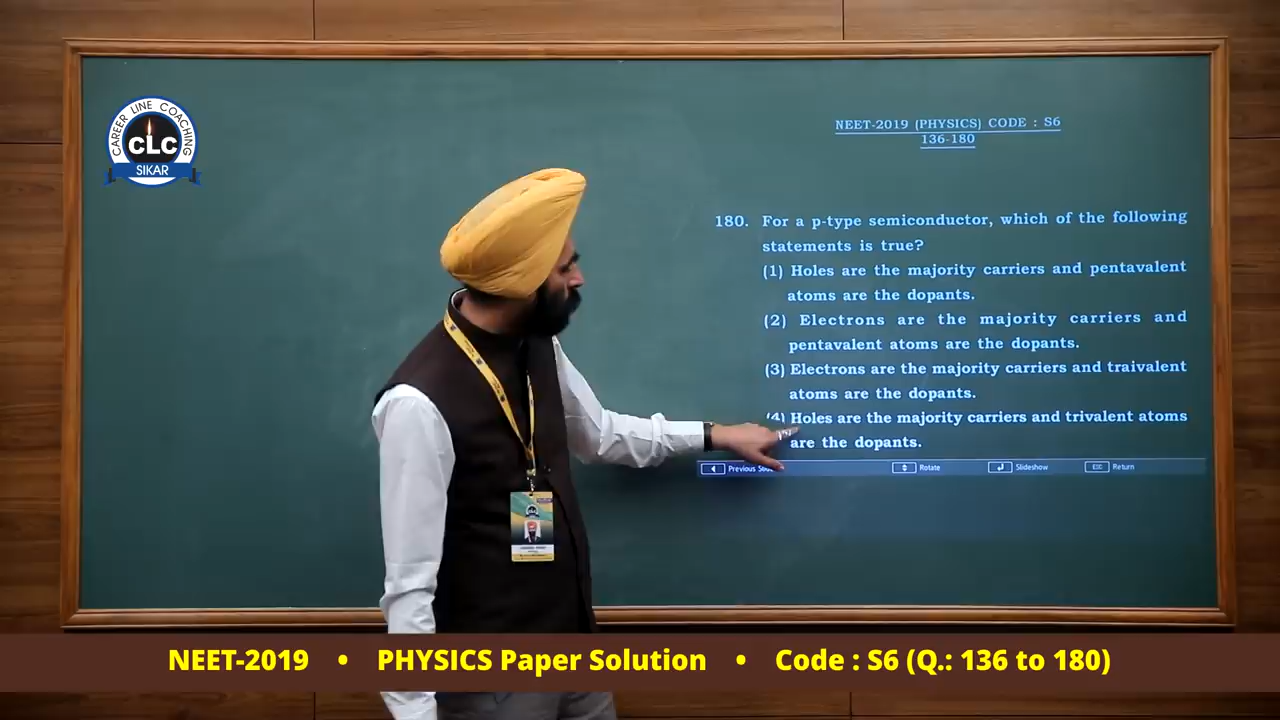 CAREER LINE COACHING
CLC
SIKAR
NEET-2019 (PHYSICS) CODE : S6
136-180
180. For a p-type semiconductor, which of the following
statements is true?
(1) Holes are the majority carriers and pentavalent
atoms are the dopants.
(2) Electrons are the majority carriers and
pentavalent atoms are the dopants.
(3) Electrons are the majority carriers and traivalent
atoms are the dopants.
(4) Holes are the majority carriers and trivalent atoms
are the dopants.
Previous Rotate Slideshow ESC Return
NEET-2019 • PHYSICS Paper Solution • Code : S6 (Q.: 136 to 180)